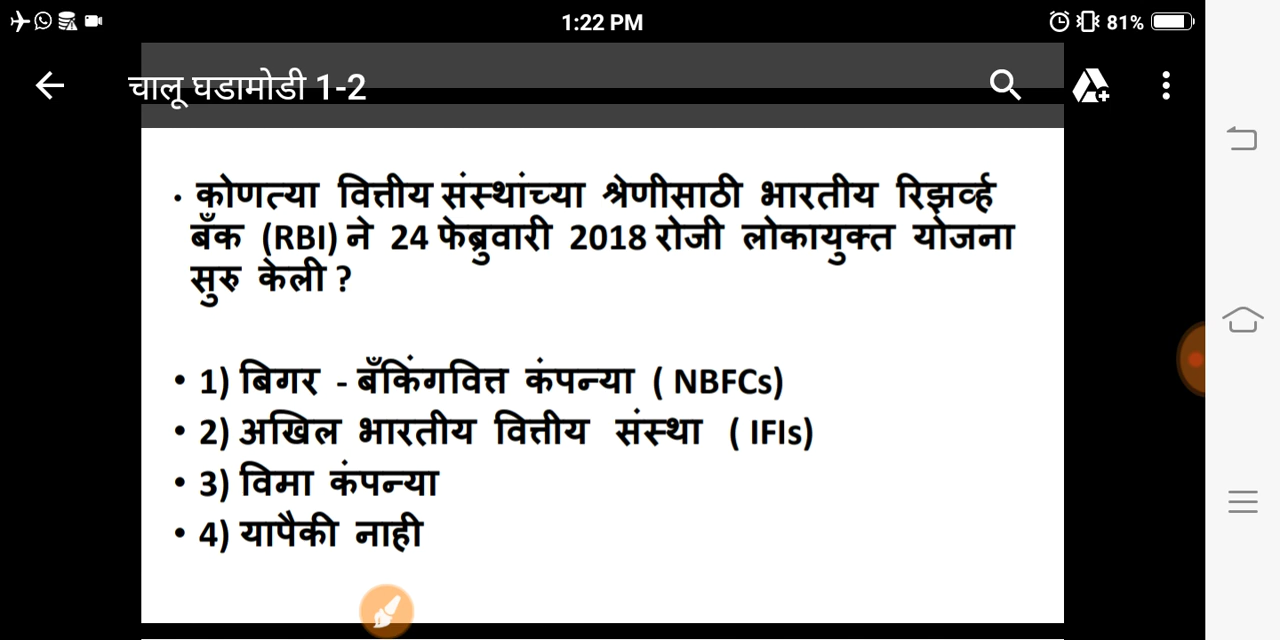 1:22 PM
81%
चालू घडामोडी 1-2
· कोणत्या वित्तीय संस्थांच्या श्रेणीसाठी भारतीय रिझर्व्ह
बँक (RBI) ने 24 फेब्रुवारी 2018 रोजी लोकायुक्त योजना
सुरु केली ?
• 1) बिगर - बँकिंगवित्त कंपन्या ( NBFCs)
• 2) अखिल भारतीय वित्तीय संस्था ( IFIs)
• 3) विमा कंपन्या
• 4) यापैकी नाही